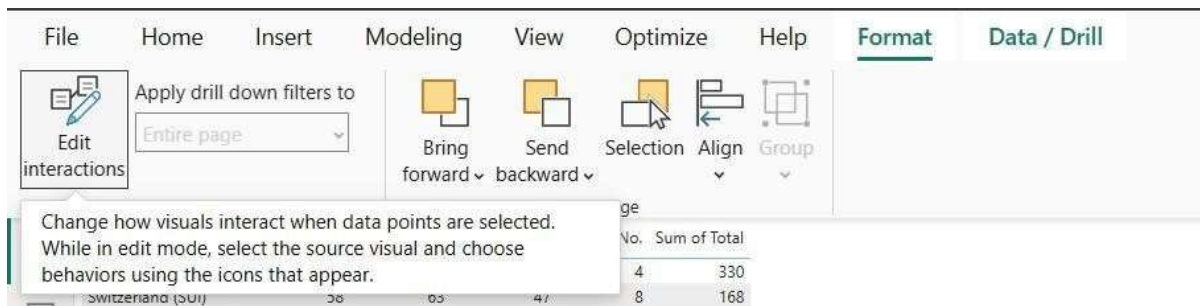 File Home Insert Modeling View Optimize Help Format Data / Drill
Apply drill down filters to
Entire page
Edit
interactions
Bring
forward
Send
backward
Selection
Align
Group
Change how visuals interact when data points are selected.
While in edit mode, select the source visual and choose
behaviors using the icons that appear.
No. Sum of Total
4 330
Switzerland (SUI) 58 63 47 8 168